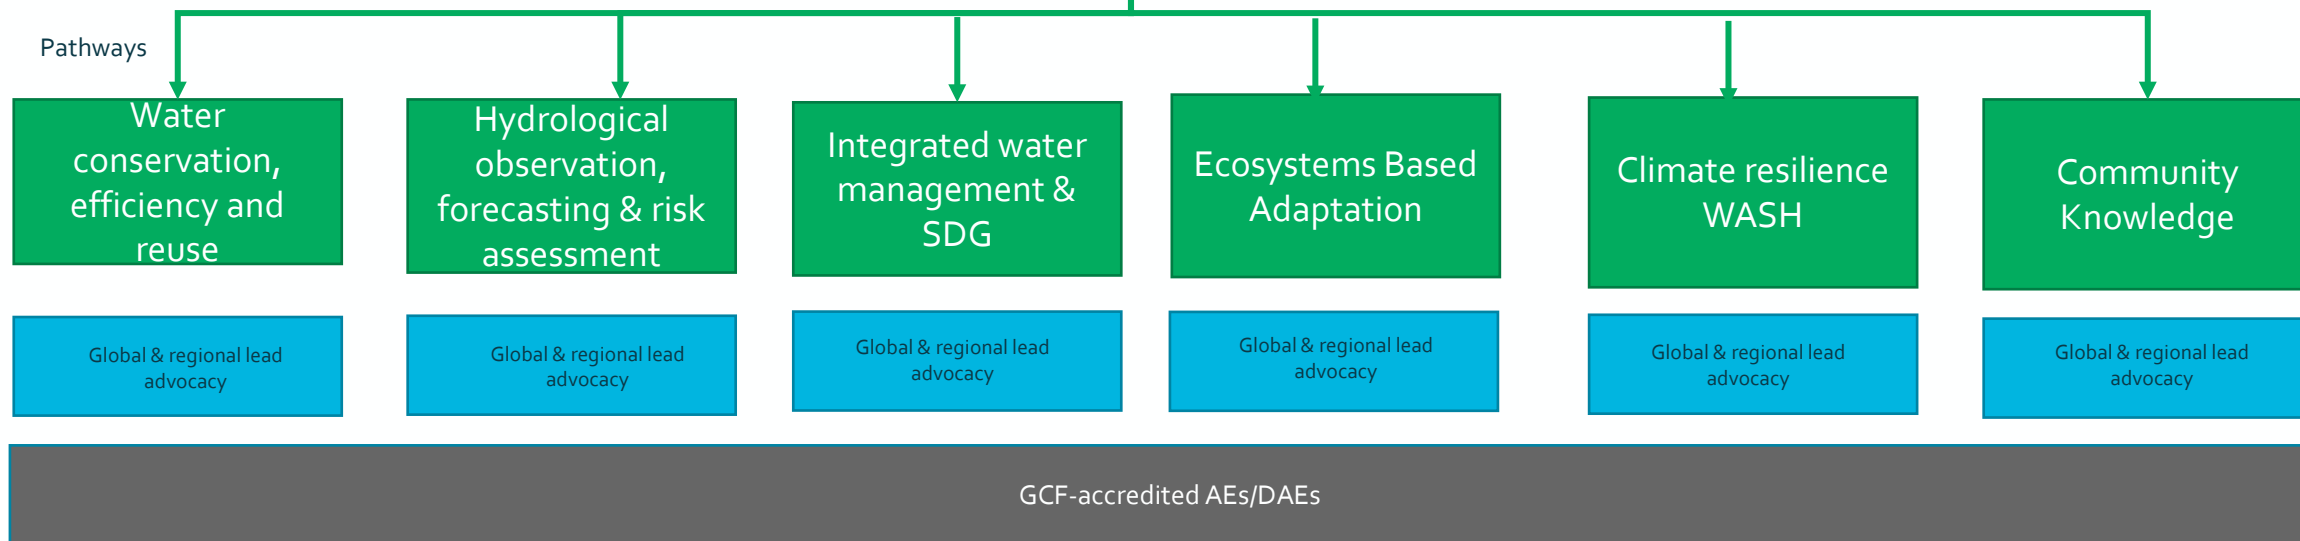 Pathways
Water
conservation,
efficiency and
reuse
Hydrological
observation,
forecasting & risk
assessment
Integrated water
management &
SDG
Ecosystems Based
Adaptation
Climate resilience
WASH
Community
Knowledge
Global & regional lead
advocacy
Global & regional lead
advocacy
Global & regional lead
advocacy
Global & regional lead
advocacy
Global & regional lead
advocacy
Global & regional lead
advocacy
GCF-accredited AEs/DAEs